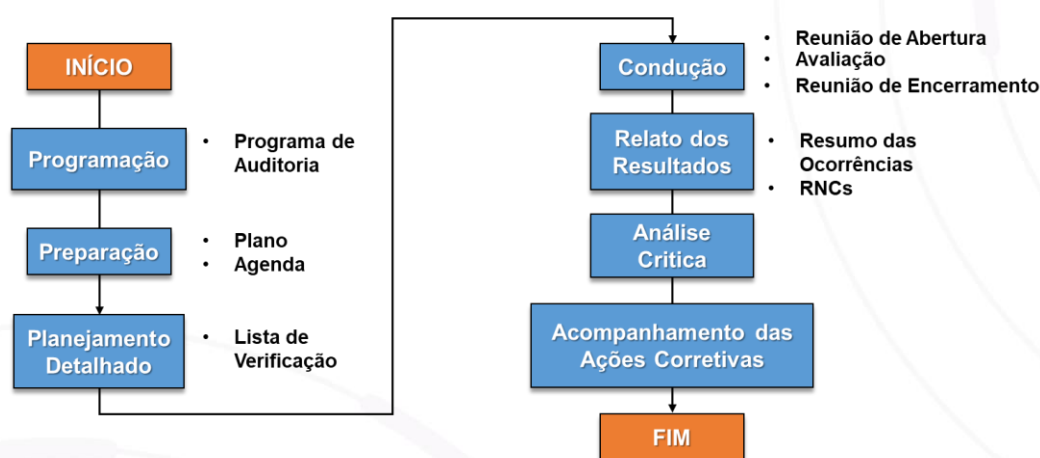 INÍCIO
Programação
• Programa de
Auditoria
Preparação
• Plano
• Agenda
Planejamento
Detalhado
• Lista de
Verificação
Condução
• Reunião de Abertura
• Avaliação
• Reunião de Encerramento
Relato dos
Resultados
• Resumo das
Ocorrências
• RNCs
Análise
Critica
Acompanhamento das
Ações Corretivas
FIM